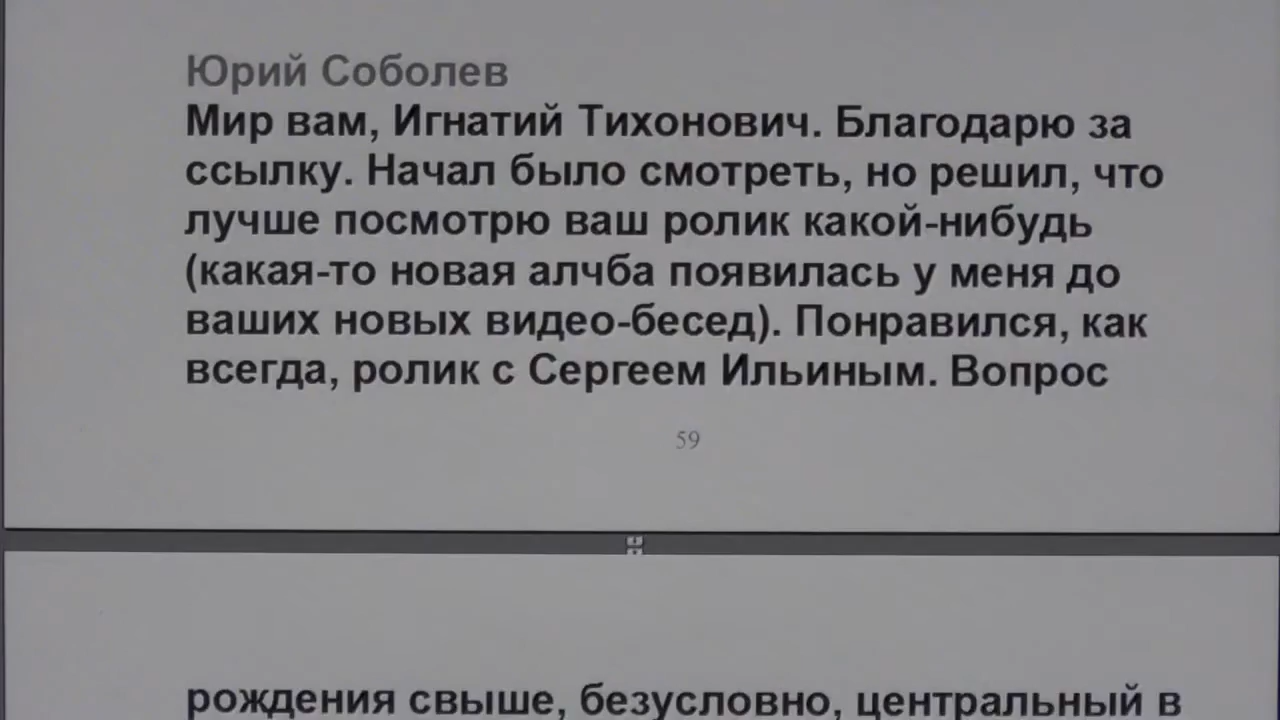 Юрий Соболев
Мир вам, Игнатий Тихонович. Благодарю за
ссылку. Начал было смотреть, но решил, что
лучше посмотрю ваш ролик какой-нибудь
(какая-то новая алчба появилась у меня до
ваших новых видео-бесед). Понравился, как
всегда, ролик с Сергеем Ильиным. Вопрос
59
рождения свыше, безусловно, центральный в